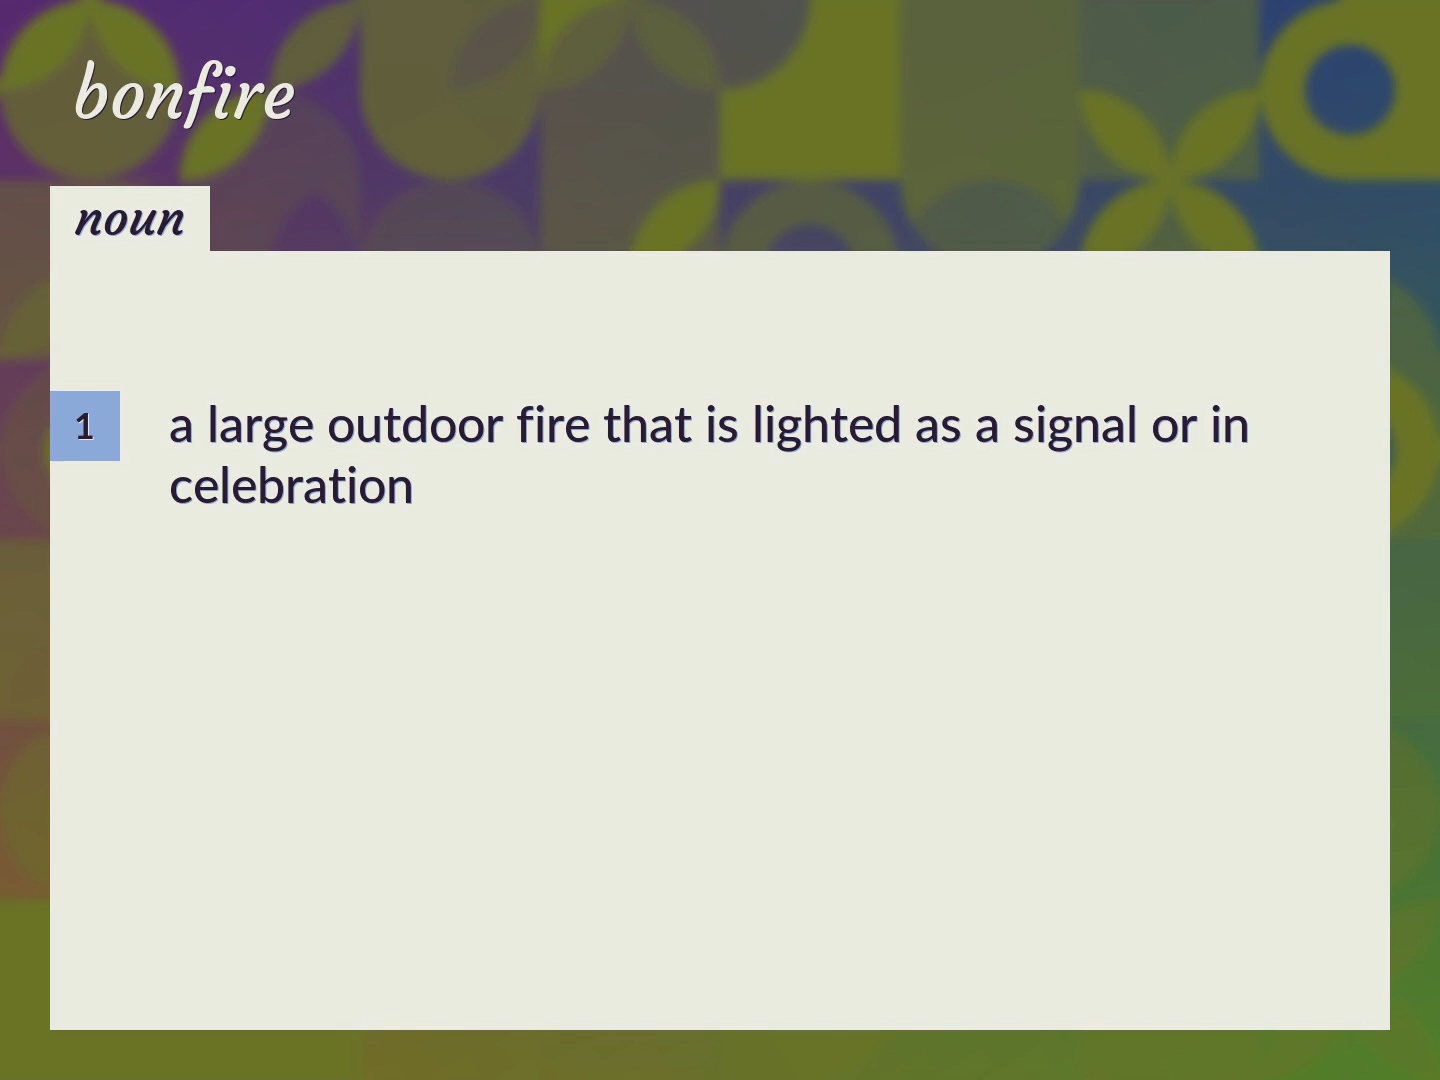 bonfire
noun
1
a large outdoor fire that is lighted as a signal or in
celebration